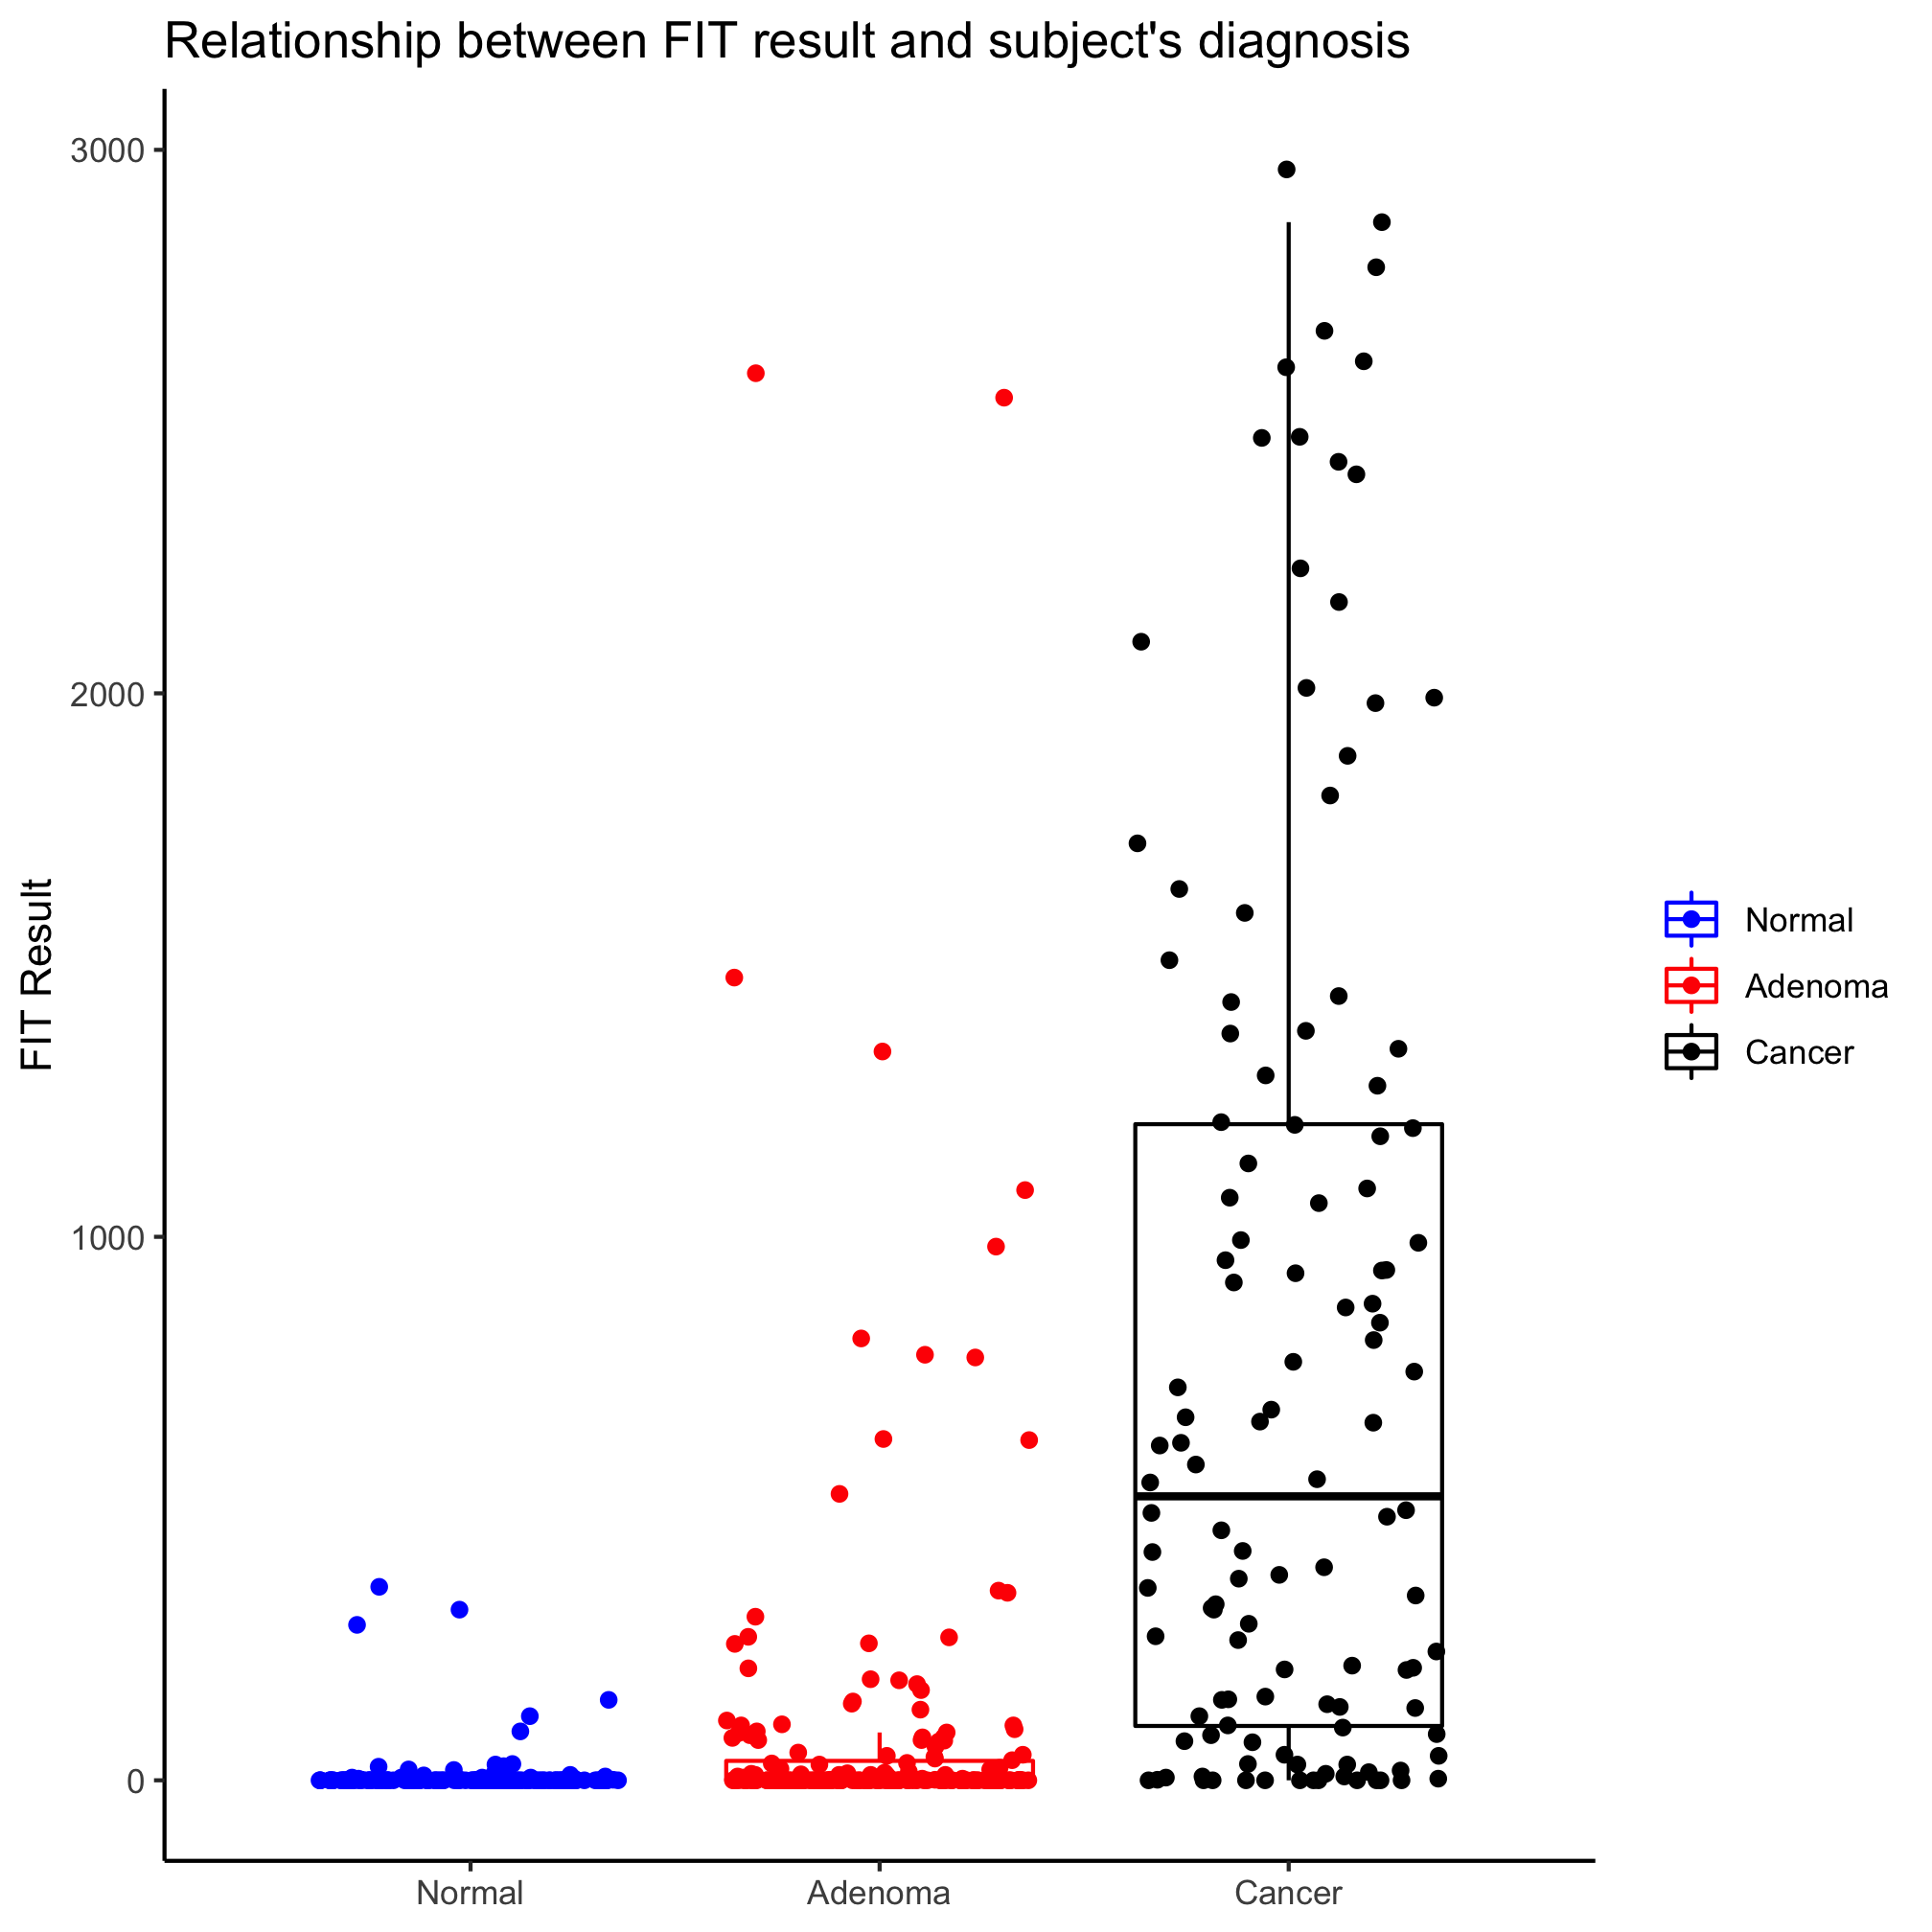 Relationship between FIT result and subject's diagnosis
3000
2000
1000
0
FIT Result
Normal
Adenoma
Cancer
Normal
Adenoma
Cancer